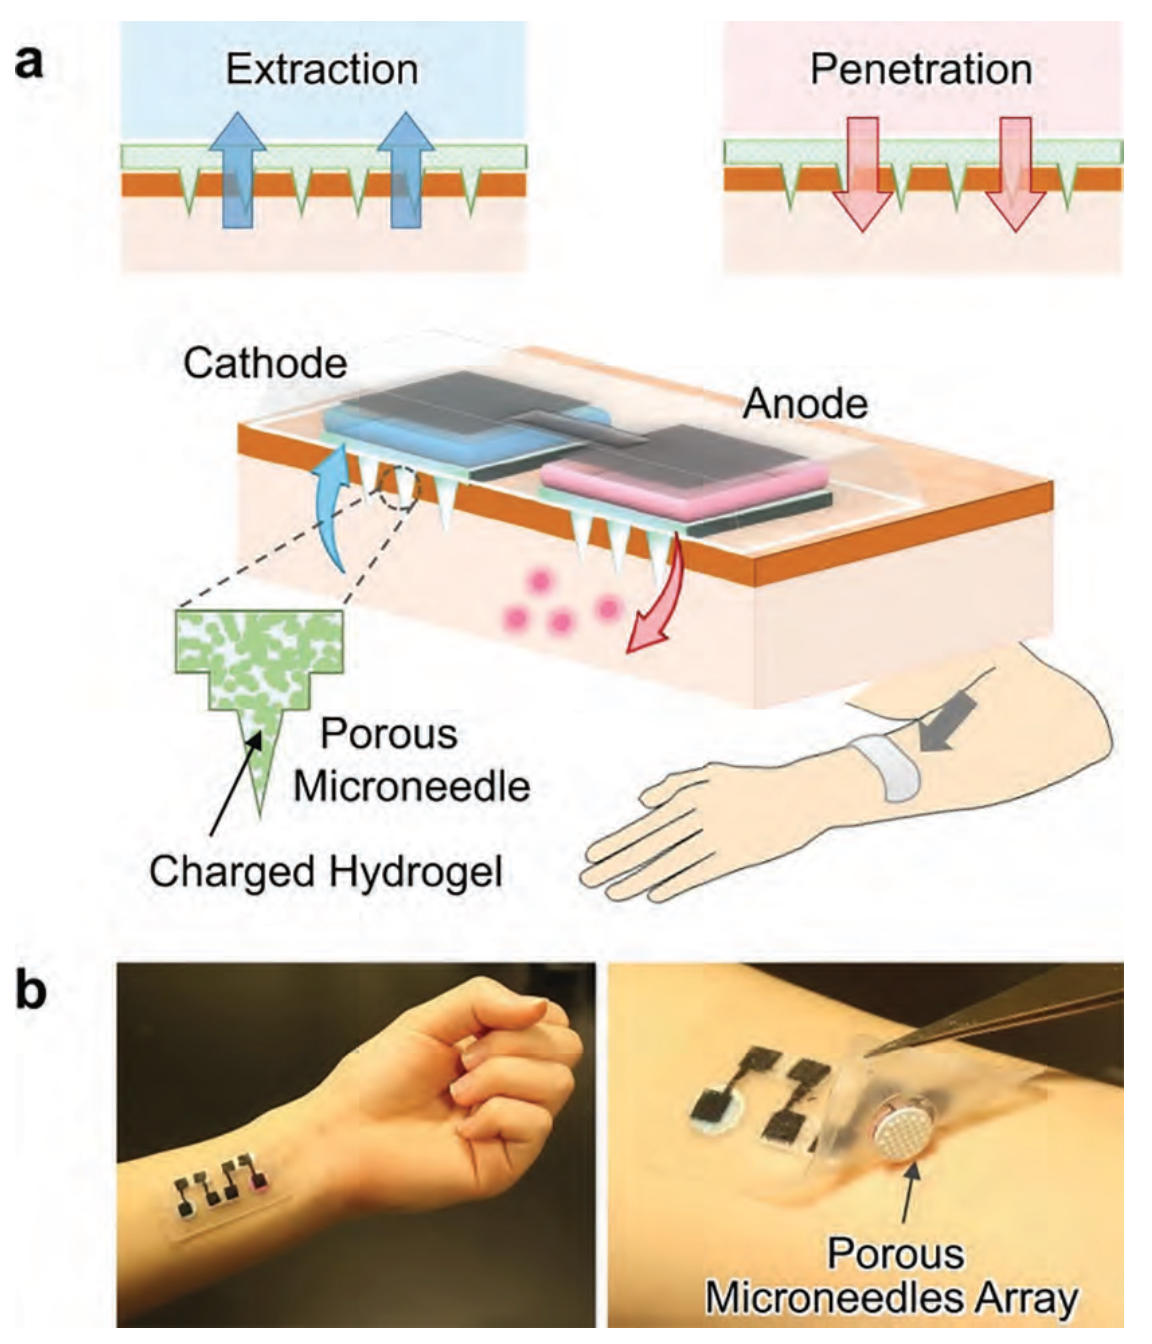 a
Extraction
Penetration
Cathode
Anode
Porous
Microneedle
Charged Hydrogel
b
Porous
Microneedles Array